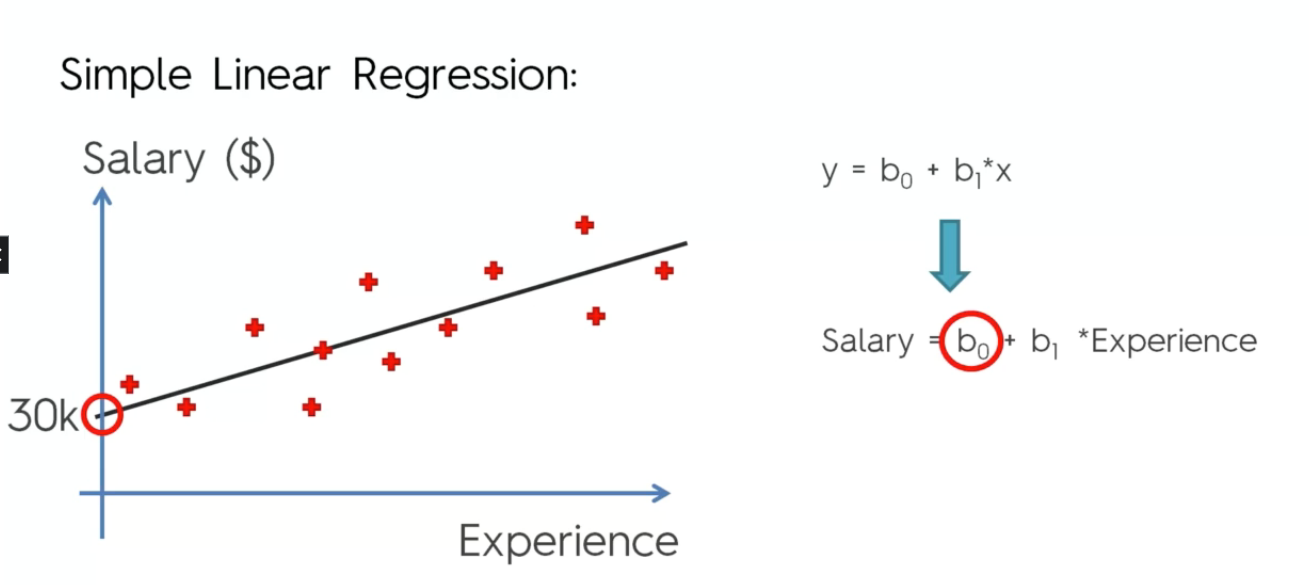 Simple Linear Regression:
Salary ($)
30k
Experience
y = b₀ + b₁*x
Salary = b₀ + b₁ *Experience